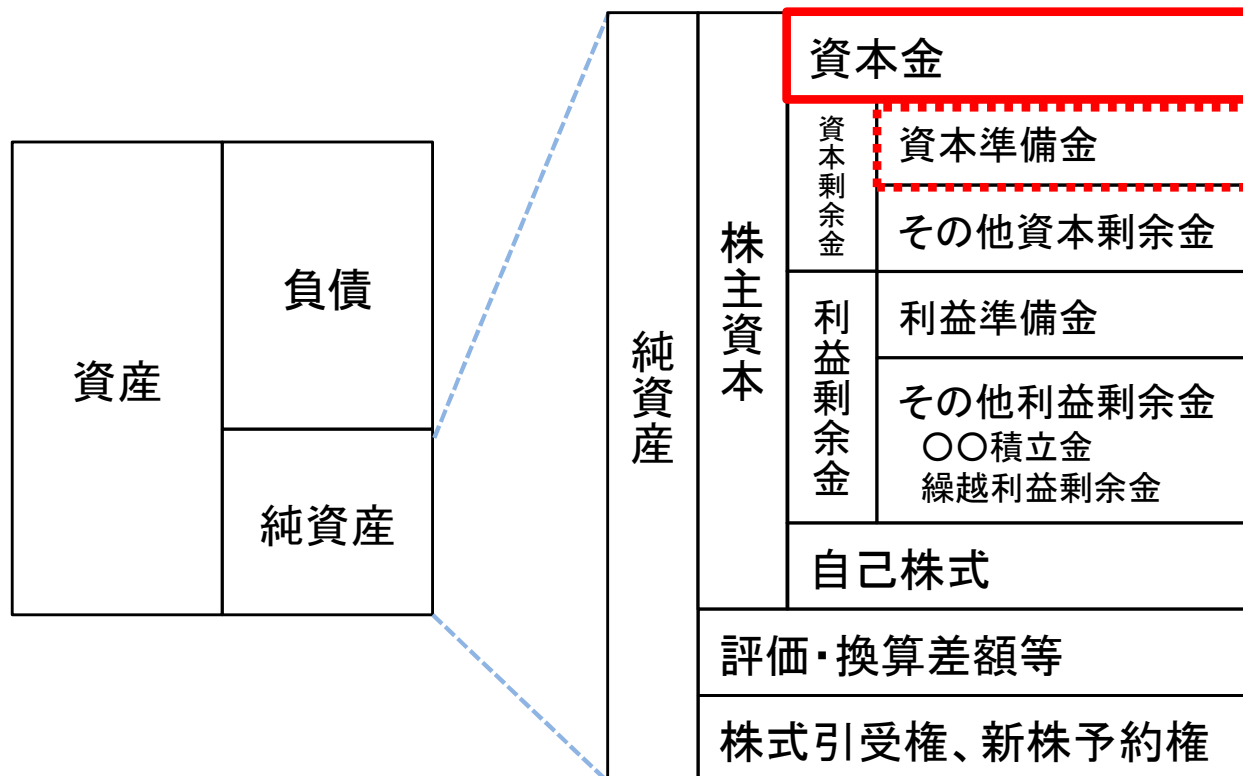 資産
負債
純資産
純資産
株主資本
資本金
資本剰余金
資本準備金
その他資本剰余金
利益剰余金
利益準備金
その他利益剰余金
〇〇積立金
繰越利益剰余金
自己株式
評価・換算差額等
株式引受権、新株予約権